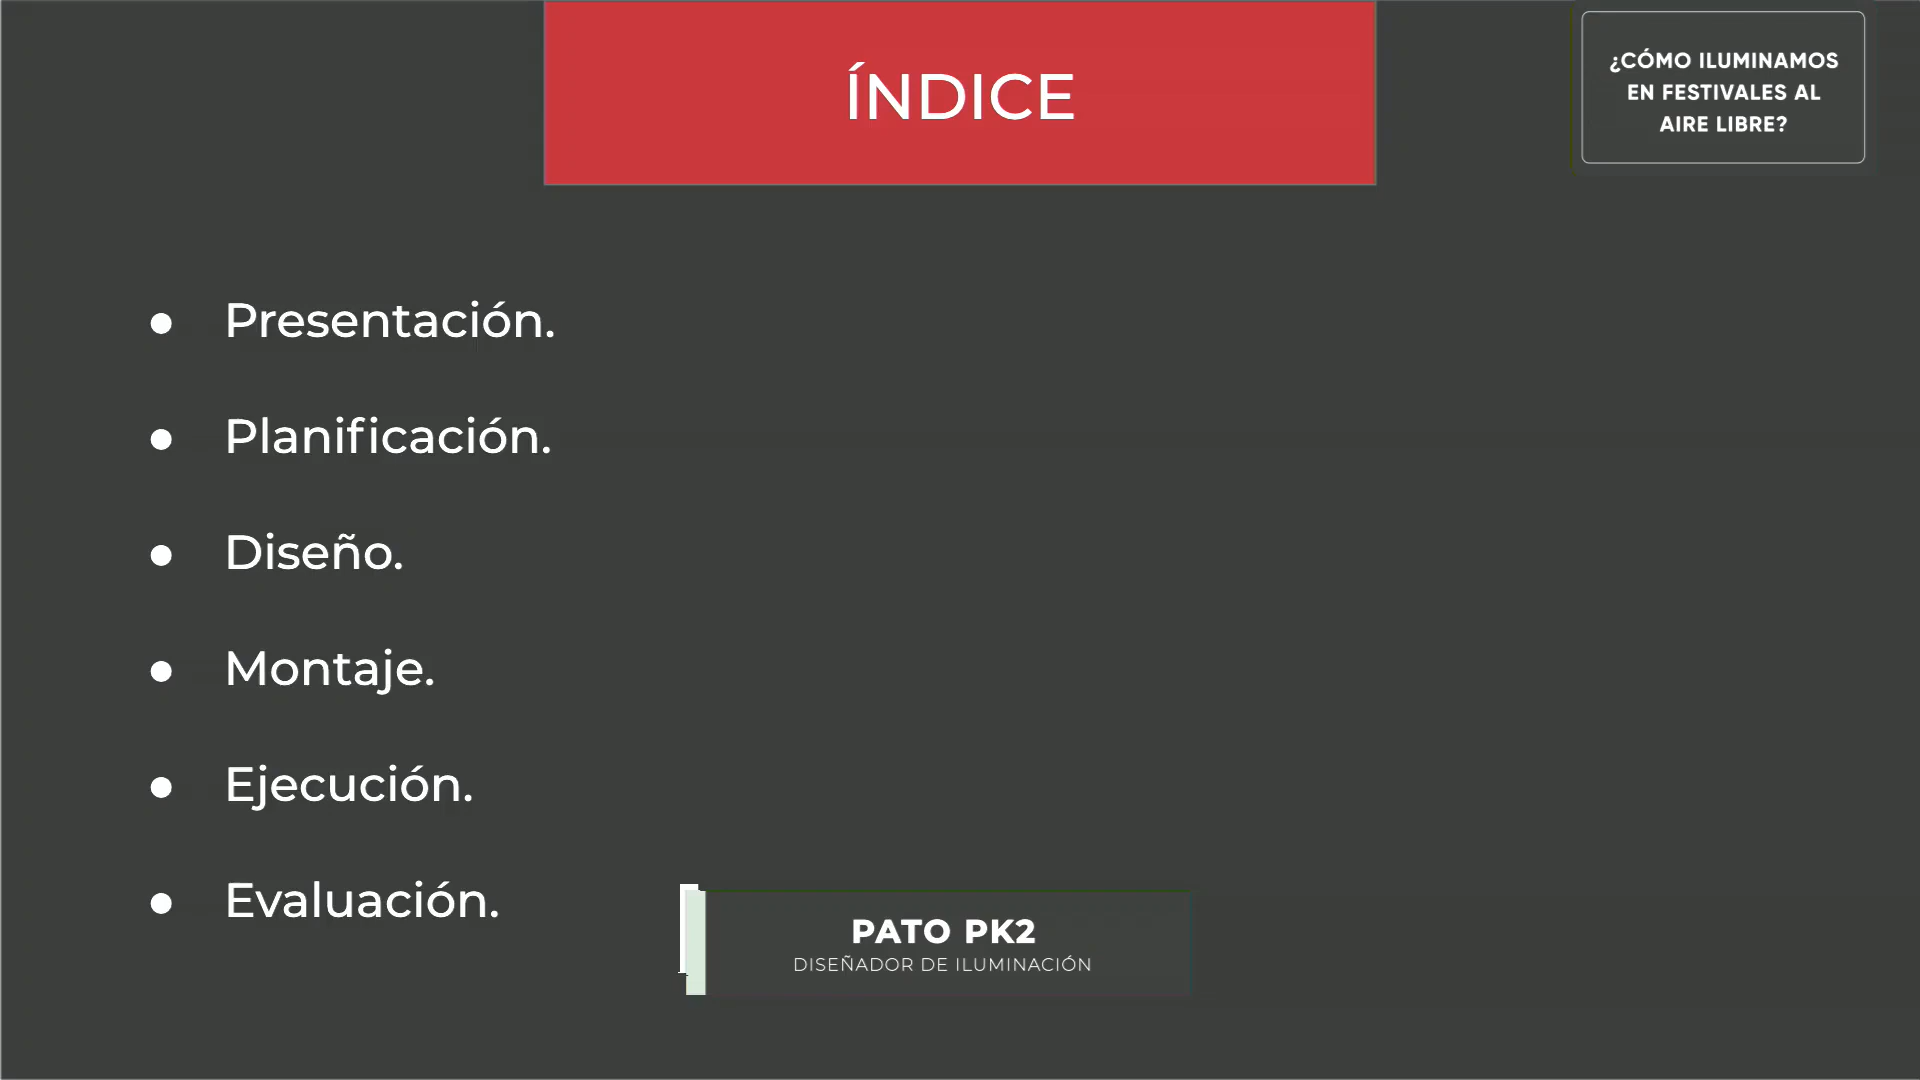 ÍNDICE
¿CÓMO ILUMINAMOS
EN FESTIVALES AL
AIRE LIBRE?
● Presentación.
● Planificación.
● Diseño.
● Montaje.
● Ejecución.
● Evaluación.
PATO PK2
DISEÑADOR DE ILUMINACIÓN